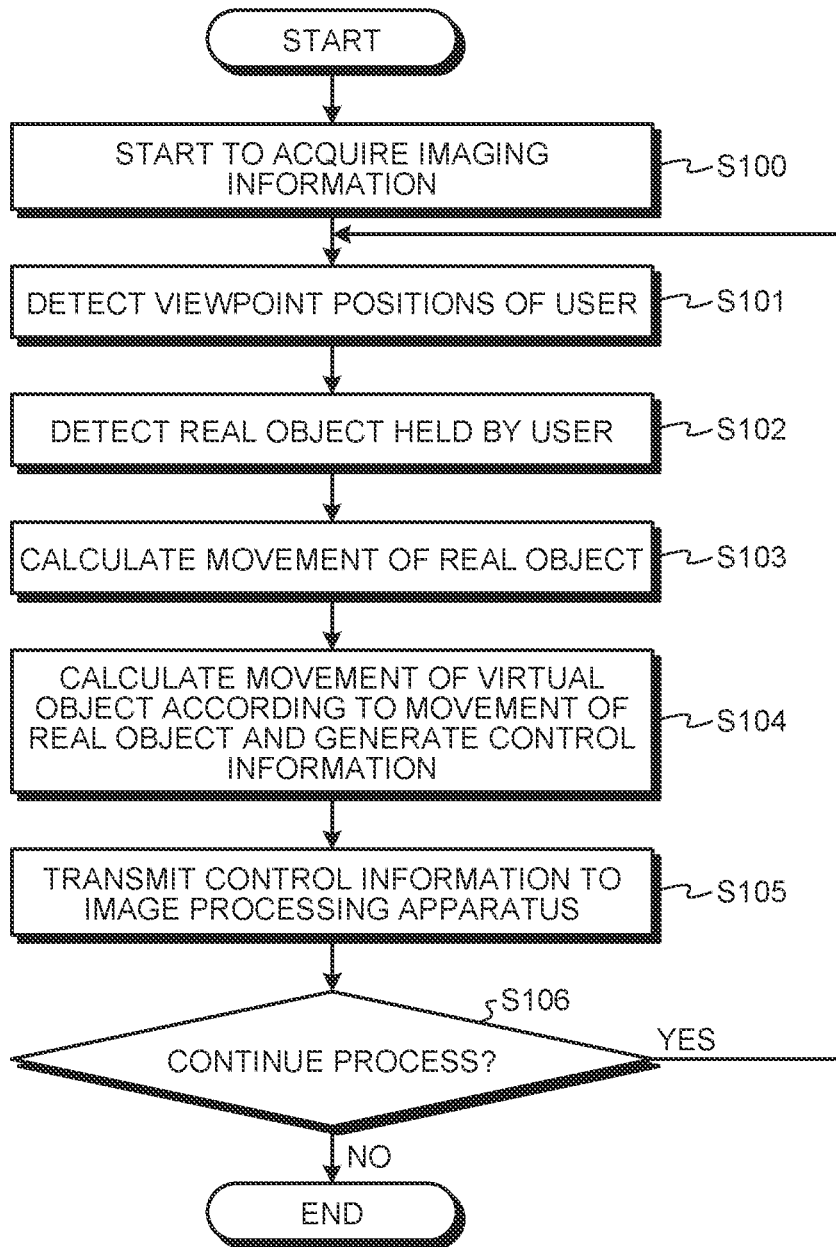 START
START TO ACQUIRE IMAGING
INFORMATION
S100
DETECT VIEWPOINT POSITIONS OF USER
S101
DETECT REAL OBJECT HELD BY USER
S102
CALCULATE MOVEMENT OF REAL OBJECT
S103
CALCULATE MOVEMENT OF VIRTUAL
OBJECT ACCORDING TO MOVEMENT OF
REAL OBJECT AND GENERATE CONTROL
INFORMATION
S104
TRANSMIT CONTROL INFORMATION TO
IMAGE PROCESSING APPARATUS
S105
S106
CONTINUE PROCESS?
YES
NO
END